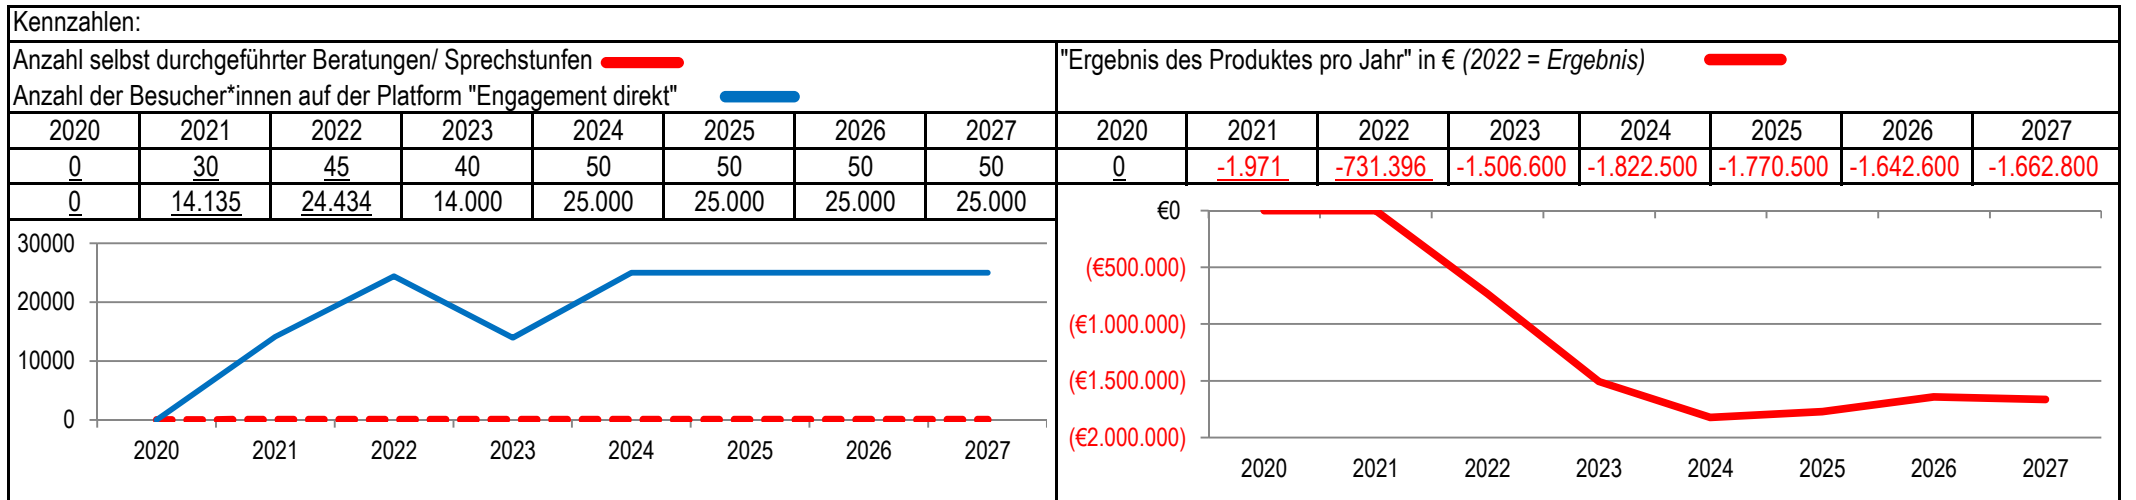 Kennzahlen:
Anzahl selbst durchgeführter Beratungen/ Sprechstunfen
Anzahl der Besucher*innen auf der Platform "Engagement direkt"
2020 2021 2022 2023 2024 2025 2026 2027
0 30 45 40 50 50 50 50
0 14.135 24.434 14.000 25.000 25.000 25.000 25.000
30000
20000
10000
0
2020 2021 2022 2023 2024 2025 2026 2027
"Ergebnis des Produktes pro Jahr" in € (2022 = Ergebnis)
2020 2021 2022 2023 2024 2025 2026 2027
0 -1.971 -731.396 -1.506.600 -1.822.500 -1.770.500 -1.642.600 -1.662.800
€0
(€500.000)
(€1.000.000)
(€1.500.000)
(€2.000.000)
2020 2021 2022 2023 2024 2025 2026 2027